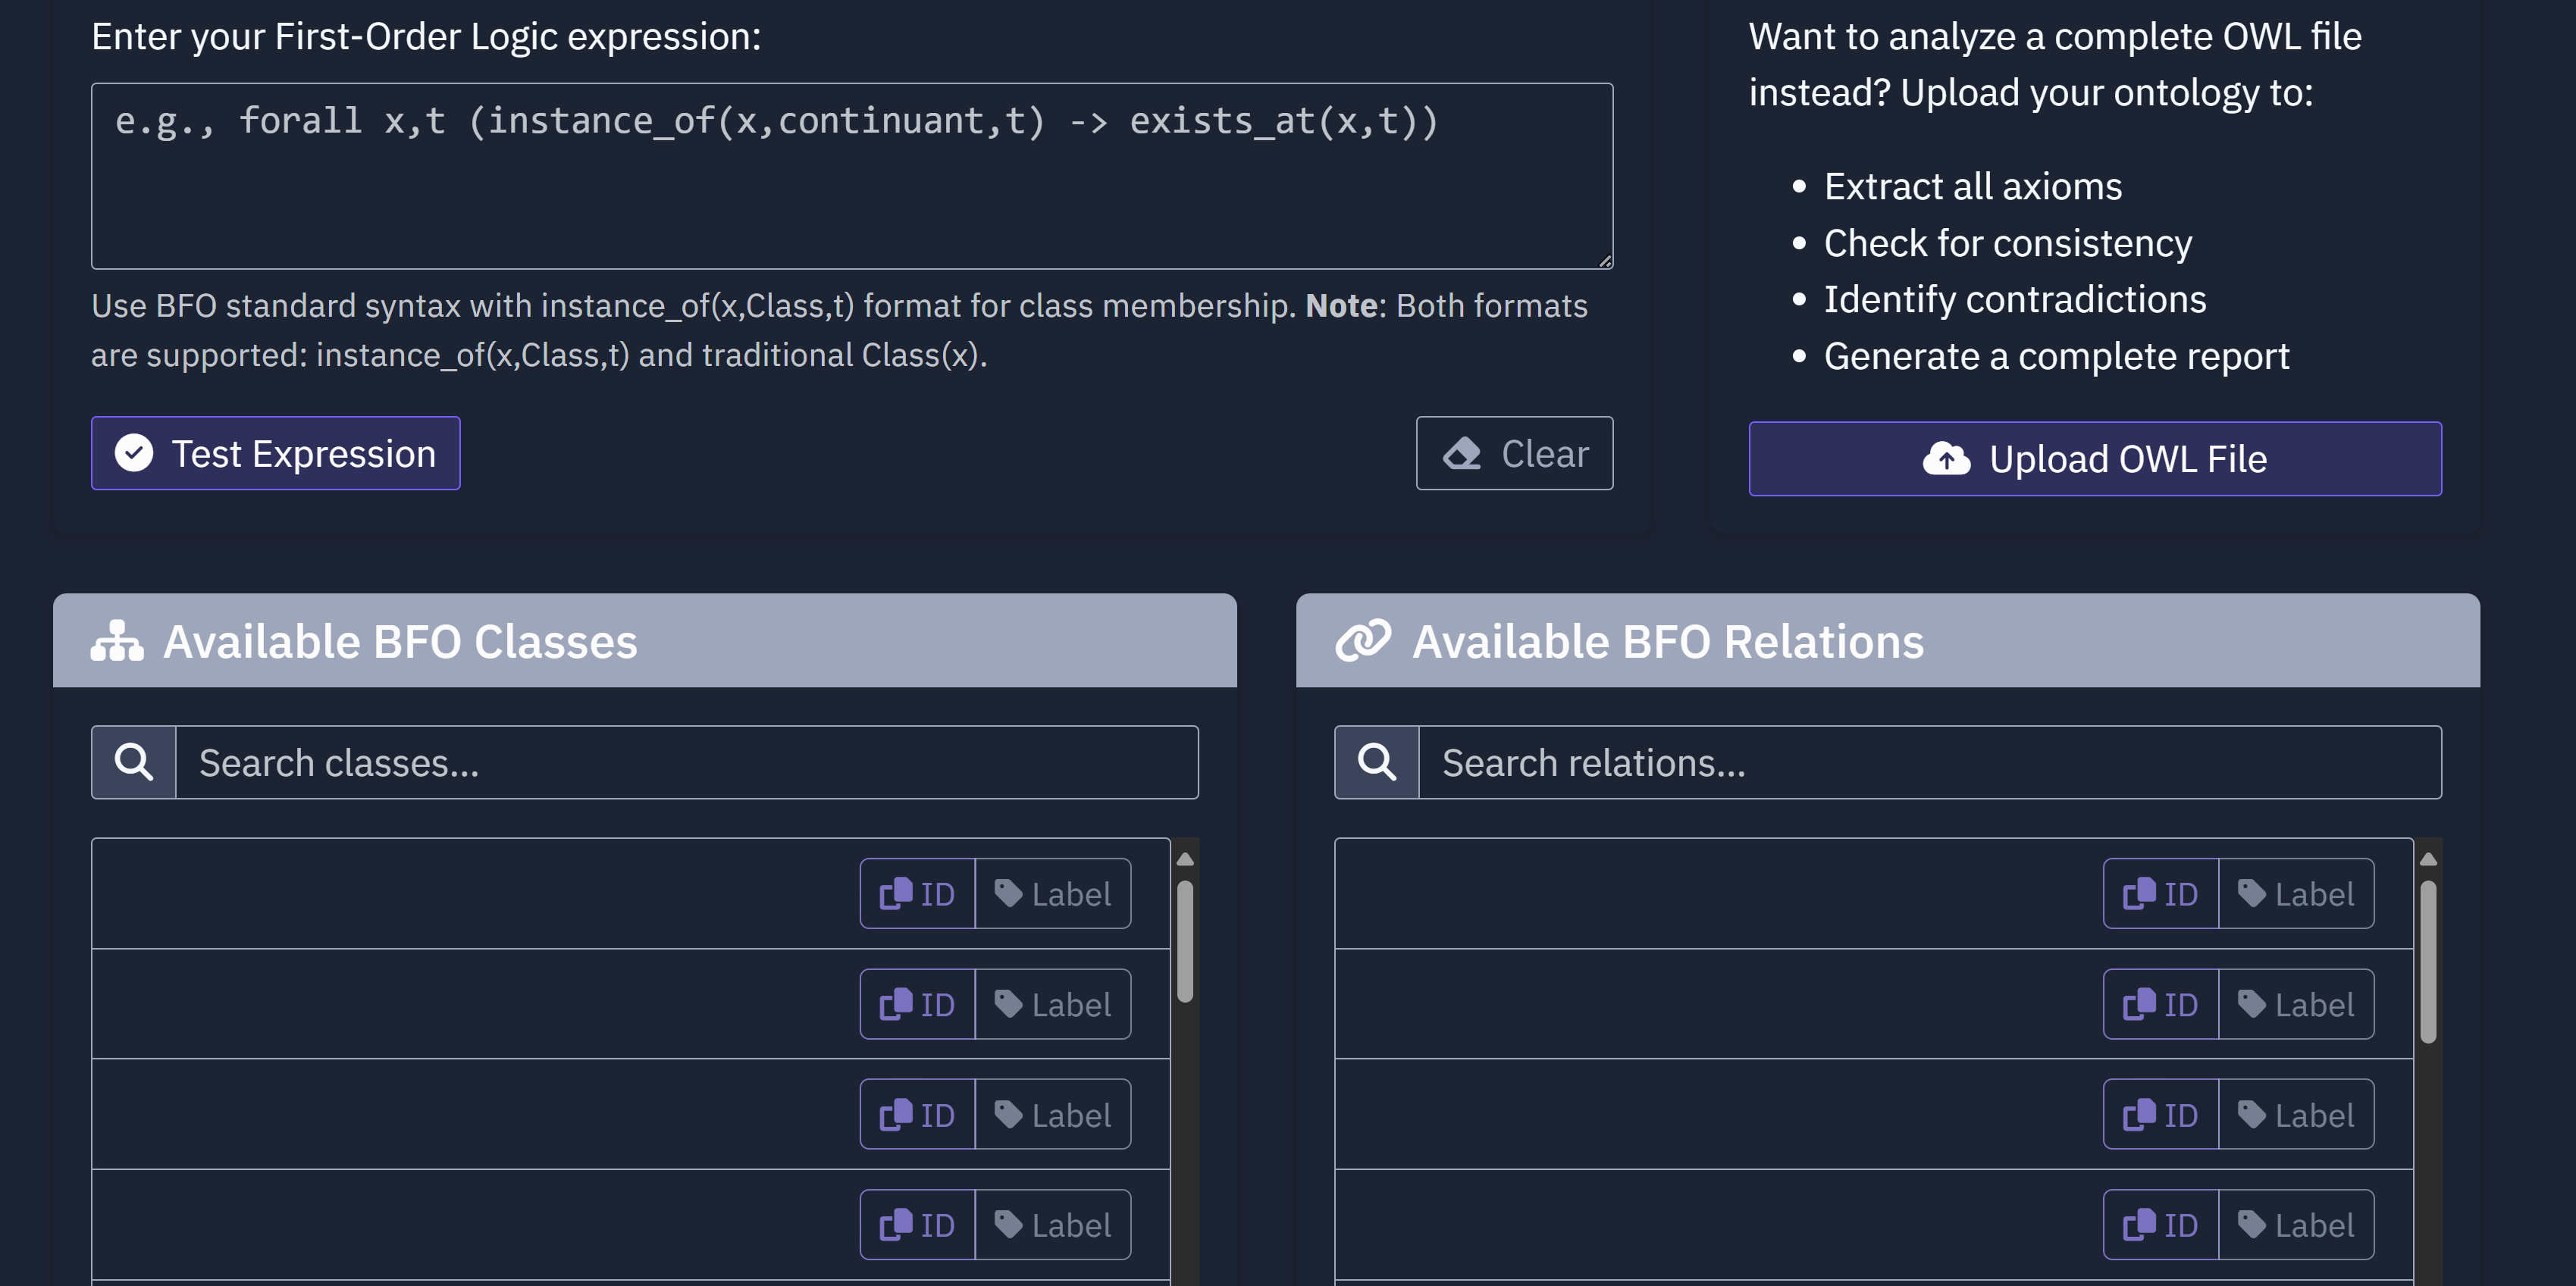 Enter your First-Order Logic expression:
e.g., forall x,t (instance_of(x,continuant,t) -> exists_at(x,t))
Use BFO standard syntax with instance_of(x,Class,t) format for class membership. Note: Both formats
are supported: instance_of(x,Class,t) and traditional Class(x).
Test Expression
Clear
Want to analyze a complete OWL file
instead? Upload your ontology to:
Extract all axioms
Check for consistency
Identify contradictions
Generate a complete report
Upload OWL File
Available BFO Classes
Search classes...
ID Label
ID Label
ID Label
ID Label
Available BFO Relations
Search relations...
ID Label
ID Label
ID Label
ID Label